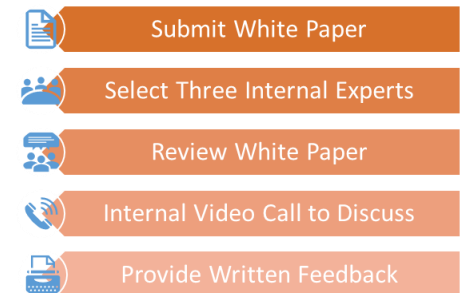 Submit White Paper
Select Three Internal Experts
Review White Paper
Internal Video Call to Discuss
Provide Written Feedback